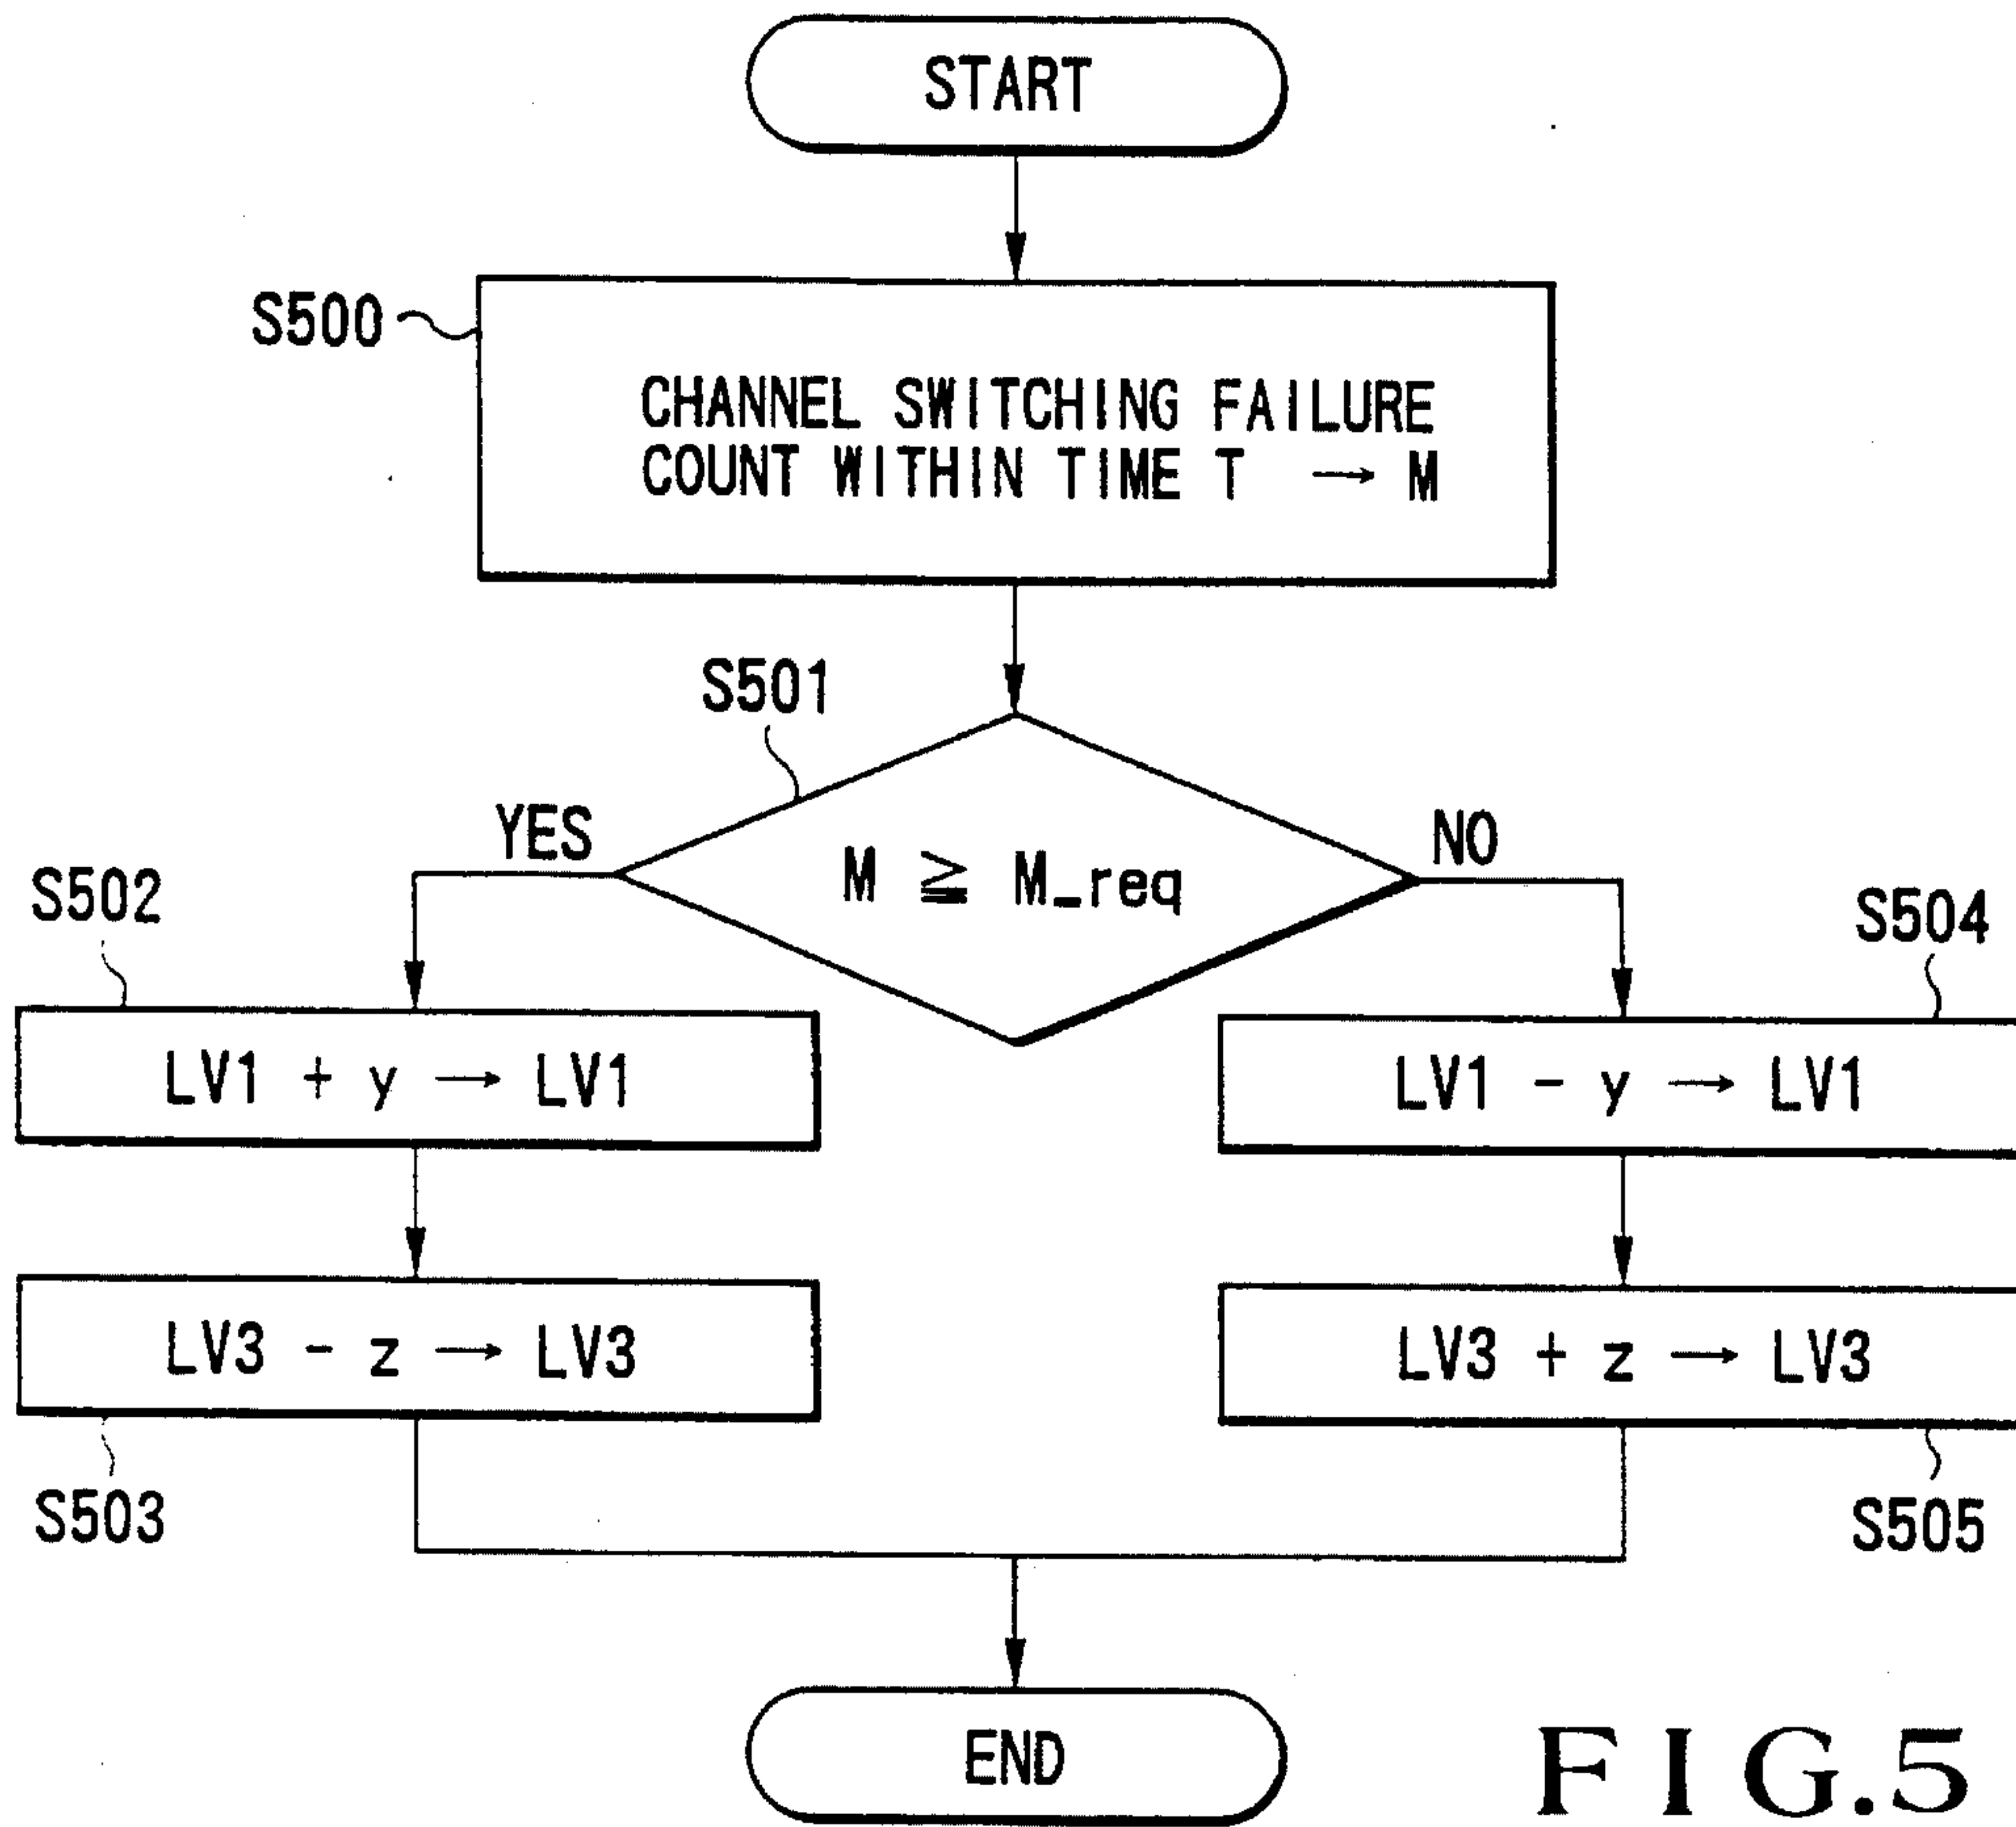 START
S500
CHANNEL SWITCHING FAILURE
COUNT WITHIN TIME T → M
S501
YES
NO
M ≧ M_req
S502
S504
LV1 + y → LV1
LV1 - y → LV1
LV3 - z → LV3
LV3 + z → LV3
S503
S505
END
FIG.5